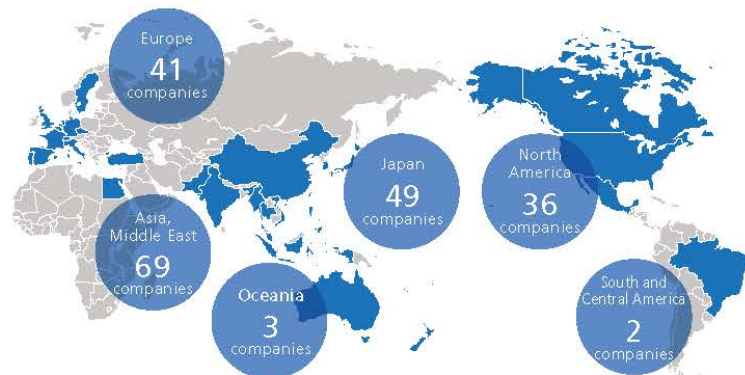 Europe
41
companies
Japan
49
companies
North
America
36
companies
Asia,
Middle East
69
companies
Oceania
3
companies
South and
Central America
2
companies